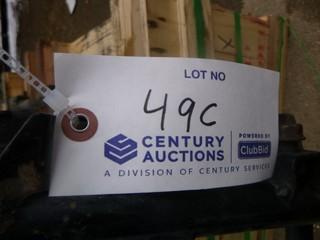 LOT NO
49C
CENTURY AUCTIONS
POWERED BY
ClubBid
A DIVISION OF CENTURY SERVICES